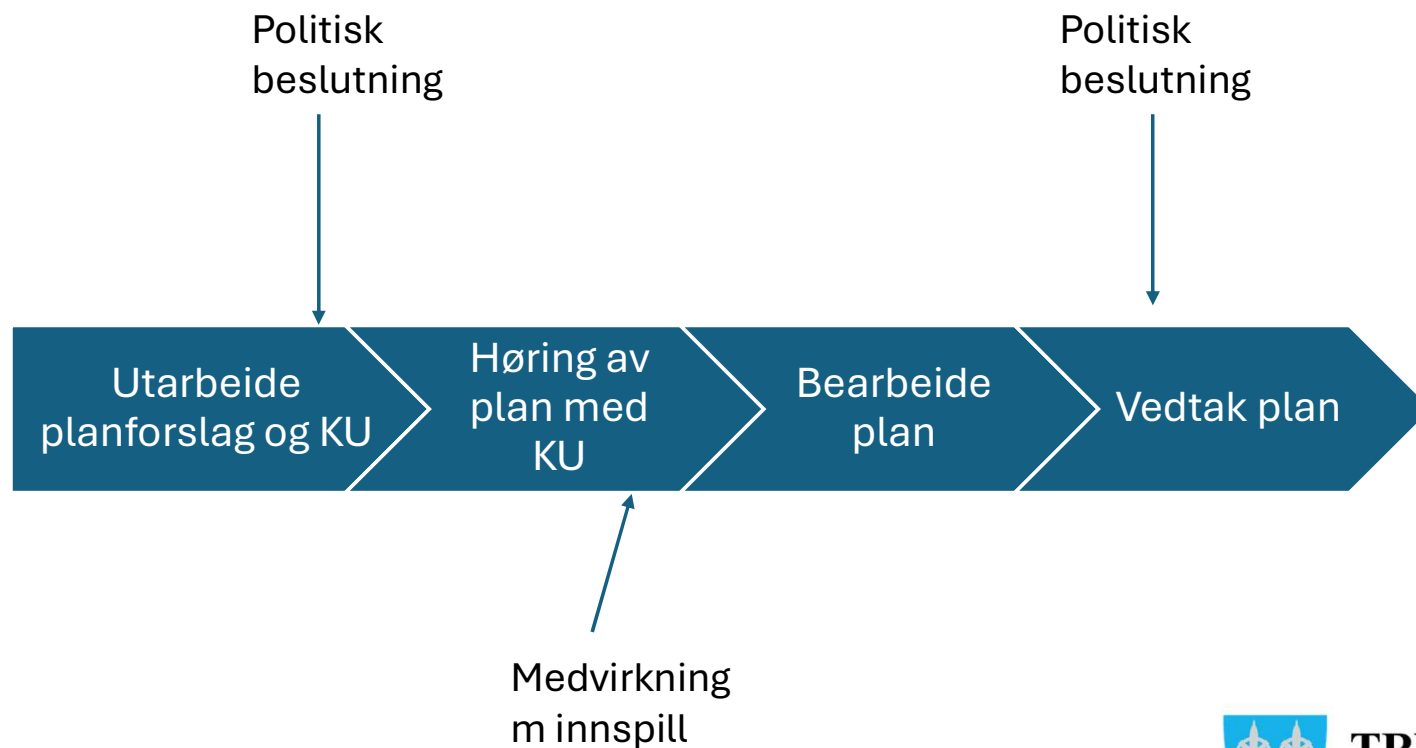 Politisk
beslutning
Politisk
beslutning
Utarbeide
planforslag og KU
Høring av
plan med
KU
Bearbeide
plan
Vedtak plan
Medvirkning
m innspill